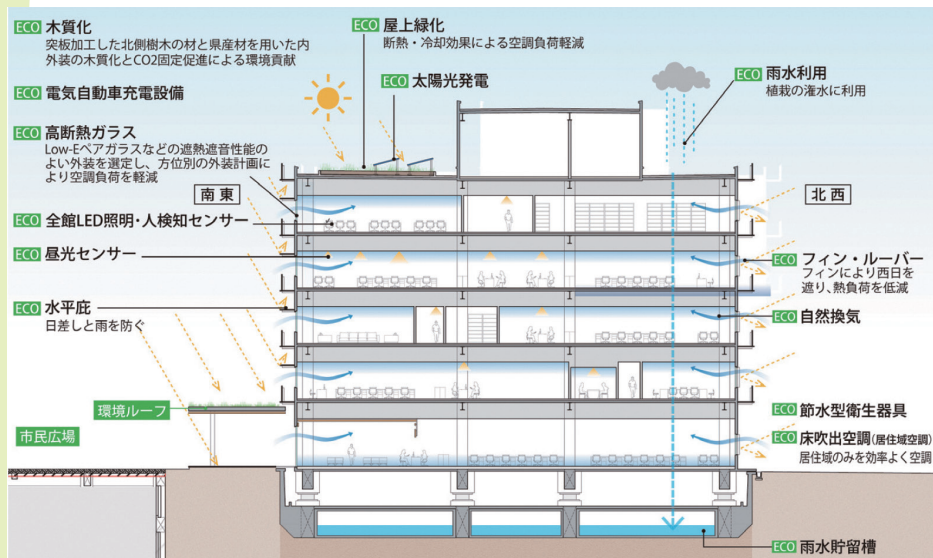 ECO 木質化
突板加工した北側樹木の材と県産材を用いた内
外装の木質化とCO2固定促進による環境貢献
ECO 電気自動車充電設備
ECO 高断熱ガラス
Low-Eペアガラスなどの遮熱遮音性能の
よい外装を選定し、方位別の外装計画に
より空調負荷を軽減
南東
ECO 全館LED照明・人検知センサー
ECO 昼光センサー
ECO 水平庇
日差しと雨を防ぐ
環境ルーフ
市民広場
ECO 屋上緑化
断熱・冷却効果による空調負荷軽減
ECO 太陽光発電
ECO 雨水利用
植栽の潅水に利用
北西
ECO フィン・ルーバー
フィンにより西日を
遮り、熱負荷を低減
ECO 自然換気
ECO 節水型衛生器具
ECO 床吹出空調(居住域空調)
居住域のみを効率よく空調
ECO 雨水貯留槽